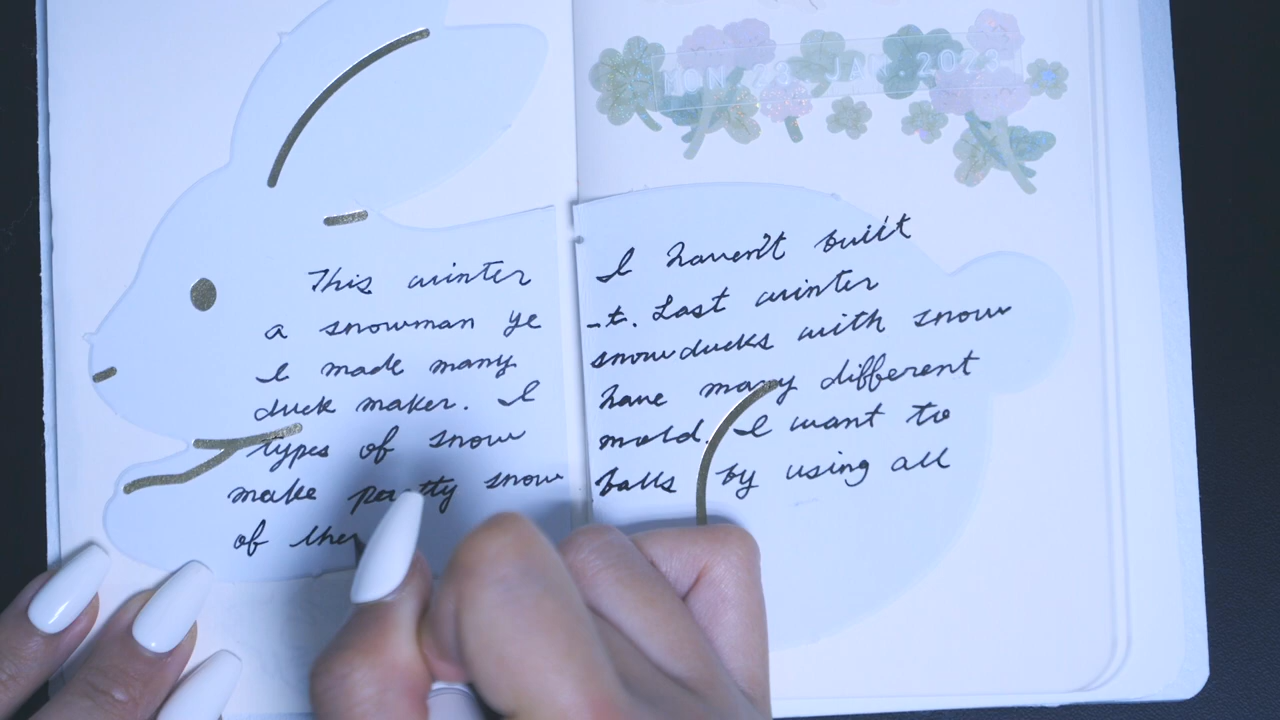 MON 23 JAN 2023
This winter I haven't built
a snowman ye -t. Last winter
I made many snowducks with snow
duck maker. I have many different
types of snow mold. I want to
make pretty snow balls by using all
of